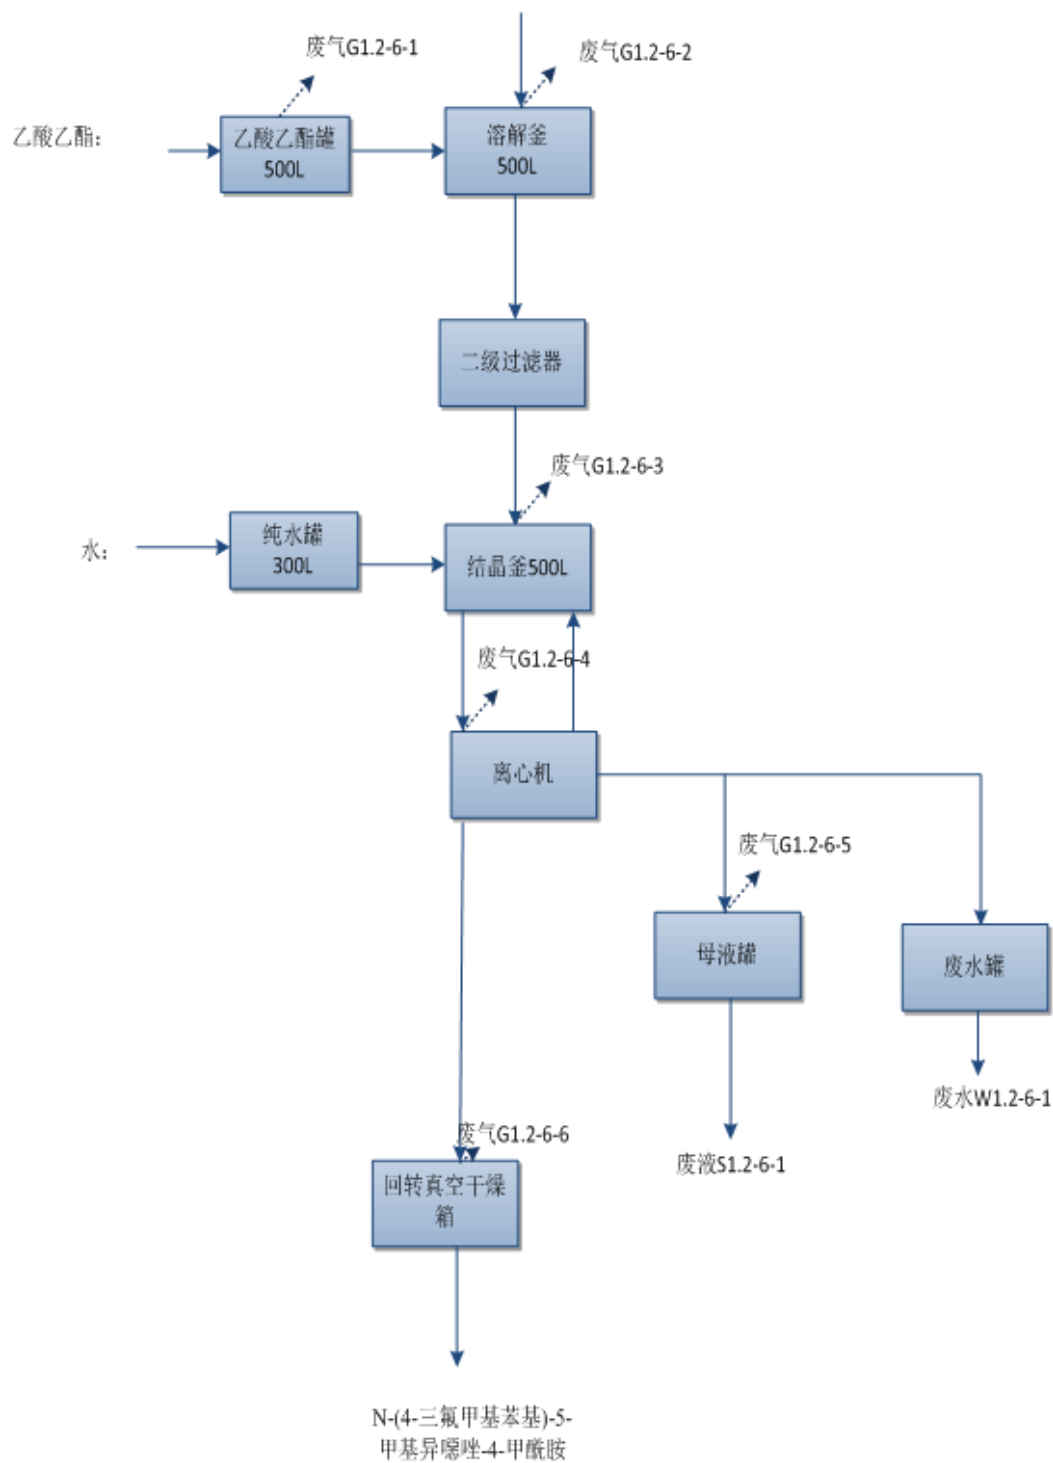 废气G1.2-6-1
废气G1.2-6-2
乙酸乙酯:
乙酸乙酯罐
500L
溶解釜
500L
二级过滤器
废气G1.2-6-3
水:
纯水罐
300L
结晶釜500L
废气G1.2-6-4
离心机
废气G1.2-6-5
母液罐
废水罐
废水W1.2-6-1
废气G1.2-6-6
废液S1.2-6-1
回转真空干燥
箱
N-(4-三氟甲基苯基)-5-
甲基异噁唑-4-甲酰胺